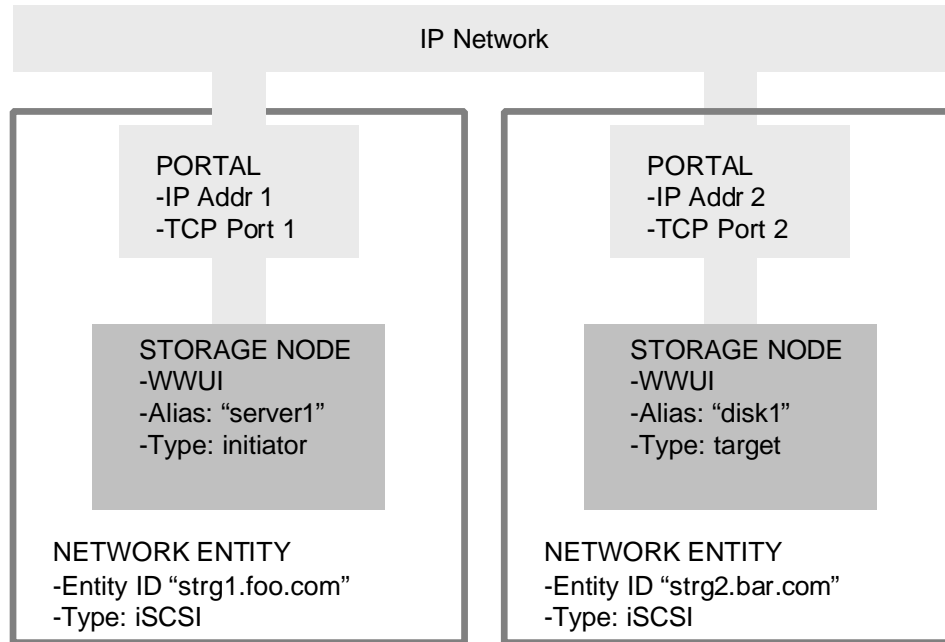 IP Network
PORTAL
-IP Addr 1
-TCP Port 1
STORAGE NODE
-WWUI
-Alias: “server1”
-Type: initiator
NETWORK ENTITY
-Entity ID “strg1.foo.com”
-Type: iSCSI
PORTAL
-IP Addr 2
-TCP Port 2
STORAGE NODE
-WWUI
-Alias: “disk1”
-Type: target
NETWORK ENTITY
-Entity ID “strg2.bar.com”
-Type: iSCSI